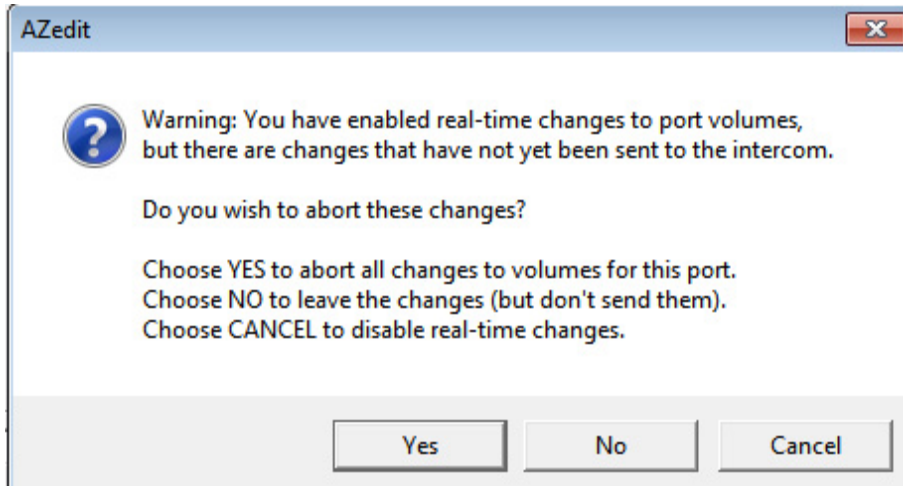 AZedit
Warning: You have enabled real-time changes to port volumes,
but there are changes that have not yet been sent to the intercom.
Do you wish to abort these changes?
Choose YES to abort all changes to volumes for this port.
Choose NO to leave the changes (but don't send them).
Choose CANCEL to disable real-time changes.
Yes No Cancel